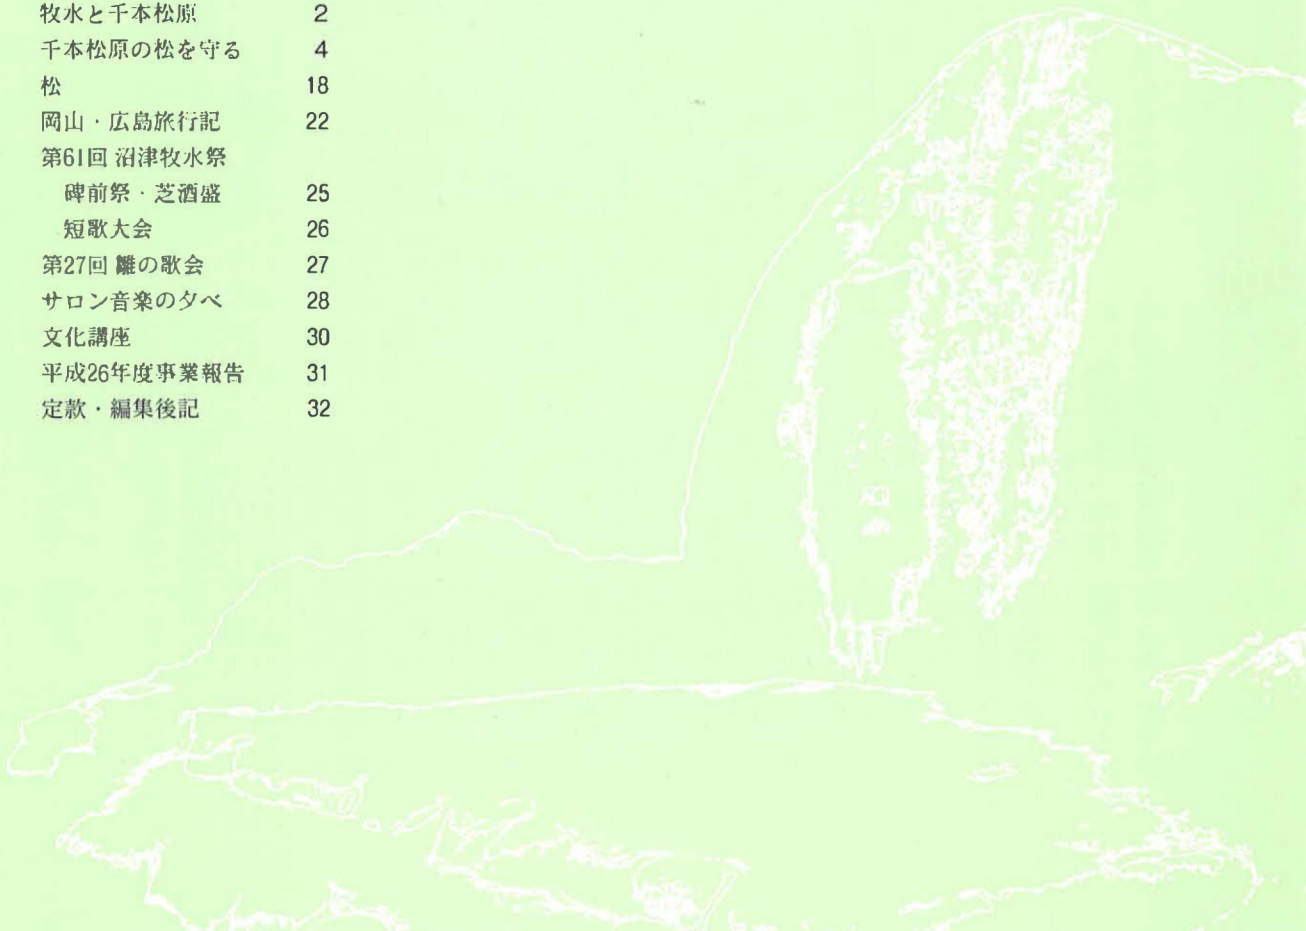 牧水と千本松原 2
千本松原の松を守る 4
松 18
岡山・広島旅行記 22
第61回 沼津牧水祭
碑前祭・芝酒盛 25
短歌大会 26
第27回 雛の歌会 27
サロン音楽の夕べ 28
文化講座 30
平成26年度事業報告 31
定款・編集後記 32